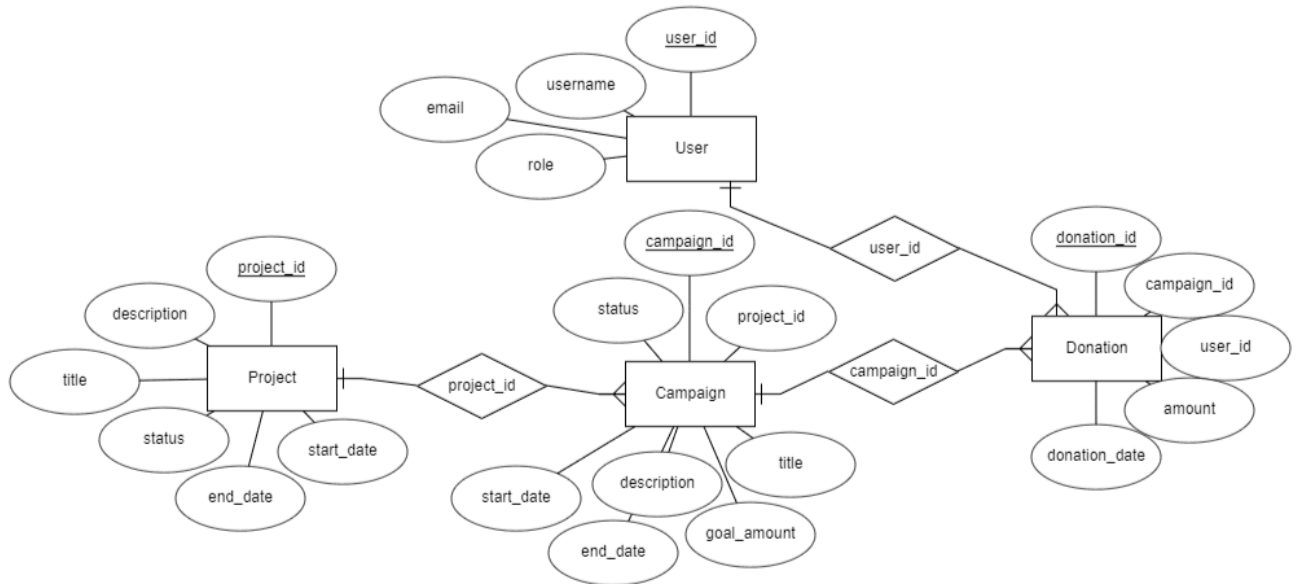 user_id
username
email
User
role
campaign_id
user_id
donation_id
project_id
campaign_id
description
status
project_id
Donation
user_id
title
Project
project_id
Campaign
campaign_id
amount
status
start_date
donation_date
title
end_date
start_date
description
goal_amount
end_date